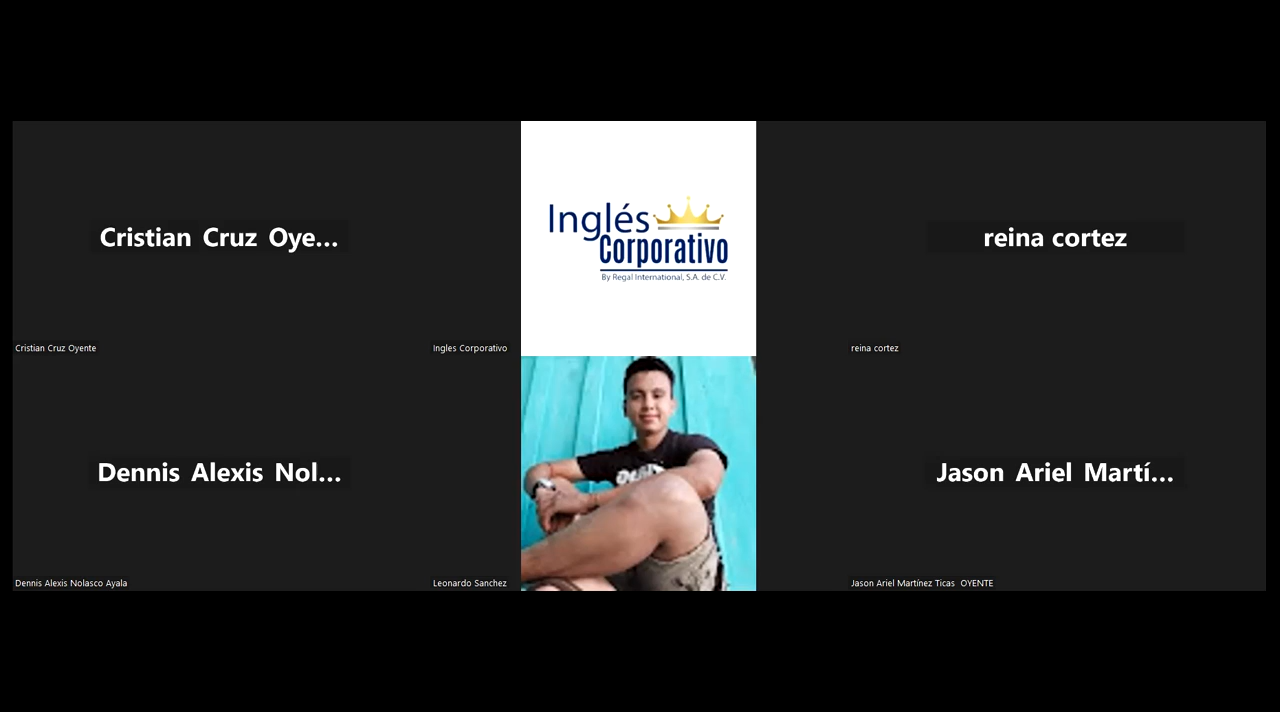 Cristian Cruz Oye...
Inglés
Corporativo
By Regal International, S.A. de C.V.
reina cortez
Cristian Cruz Oyente
Ingles Corporativo
reina cortez
Dennis Alexis Nol...
Jason Ariel Martí...
Dennis Alexis Nolasco Ayala
Leonardo Sanchez
Jason Ariel Martínez Ticas OYENTE